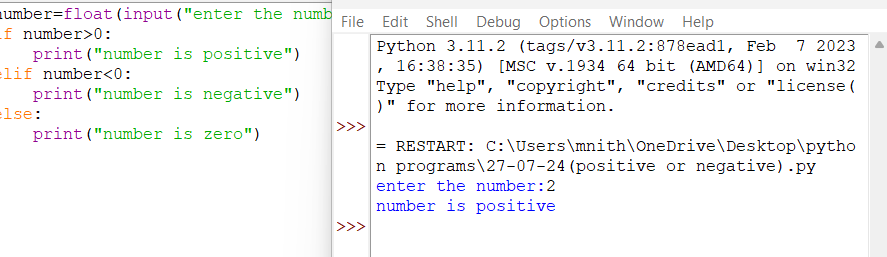 number=float(input("enter the numb
if number>0:
    print("number is positive")
elif number<0:
    print("number is negative")
else:
    print("number is zero")
File Edit Shell Debug Options Window Help
Python 3.11.2 (tags/v3.11.2:878ead1, Feb  7 2023
, 16:38:35) [MSC v.1934 64 bit (AMD64)] on win32
Type "help", "copyright", "credits" or "license(
)" for more information.
>>>
= RESTART: C:\Users\mnith\OneDrive\Desktop\pytho
n programs\27-07-24(positive or negative).py
enter the number:2
number is positive
>>>